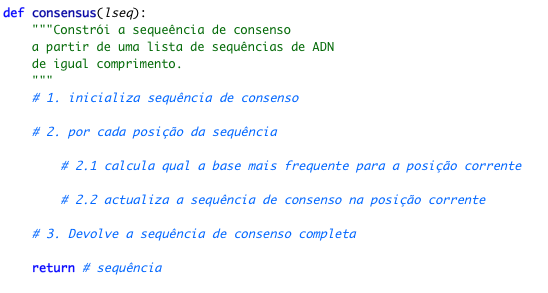 def consensus(lseq):
"""Constrói a sequeência de consenso
a partir de uma lista de sequências de ADN
de igual comprimento.
"""
# 1. inicializa sequência de consenso
# 2. por cada posição da sequência
# 2.1 calcula qual a base mais frequente para a posição corrente
# 2.2 actualiza a sequência de consenso na posição corrente
# 3. Devolve a sequência de consenso completa
return # sequência